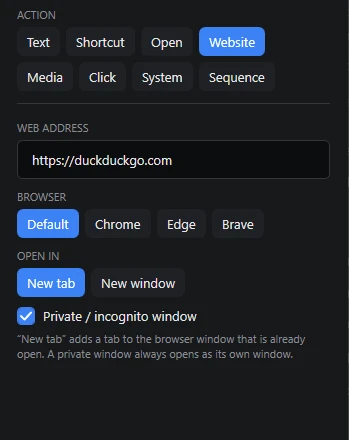 ACTION
Text Shortcut Open Website
Media Click System Sequence
WEB ADDRESS
https://duckduckgo.com
BROWSER
Default Chrome Edge Brave
OPEN IN
New tab New window
Private / incognito window
“New tab” adds a tab to the browser window that is already
open. A private window always opens as its own window.